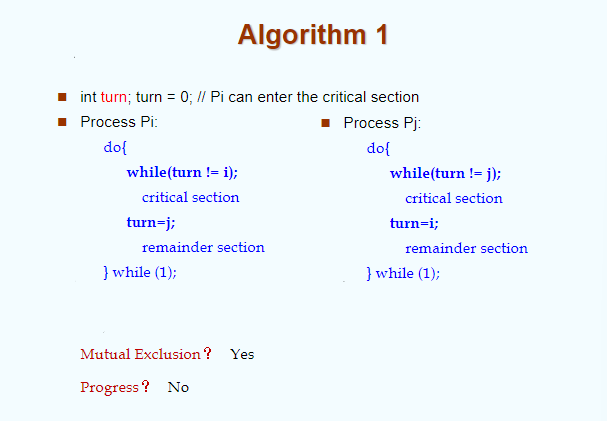 Algorithm 1
int turn; turn = 0; // Pi can enter the critical section
Process Pi:
do{
while(turn != i);
critical section
turn=j;
remainder section
} while (1);
Process Pj:
do{
while(turn != j);
critical section
turn=i;
remainder section
} while (1);
Mutual Exclusion? Yes
Progress? No